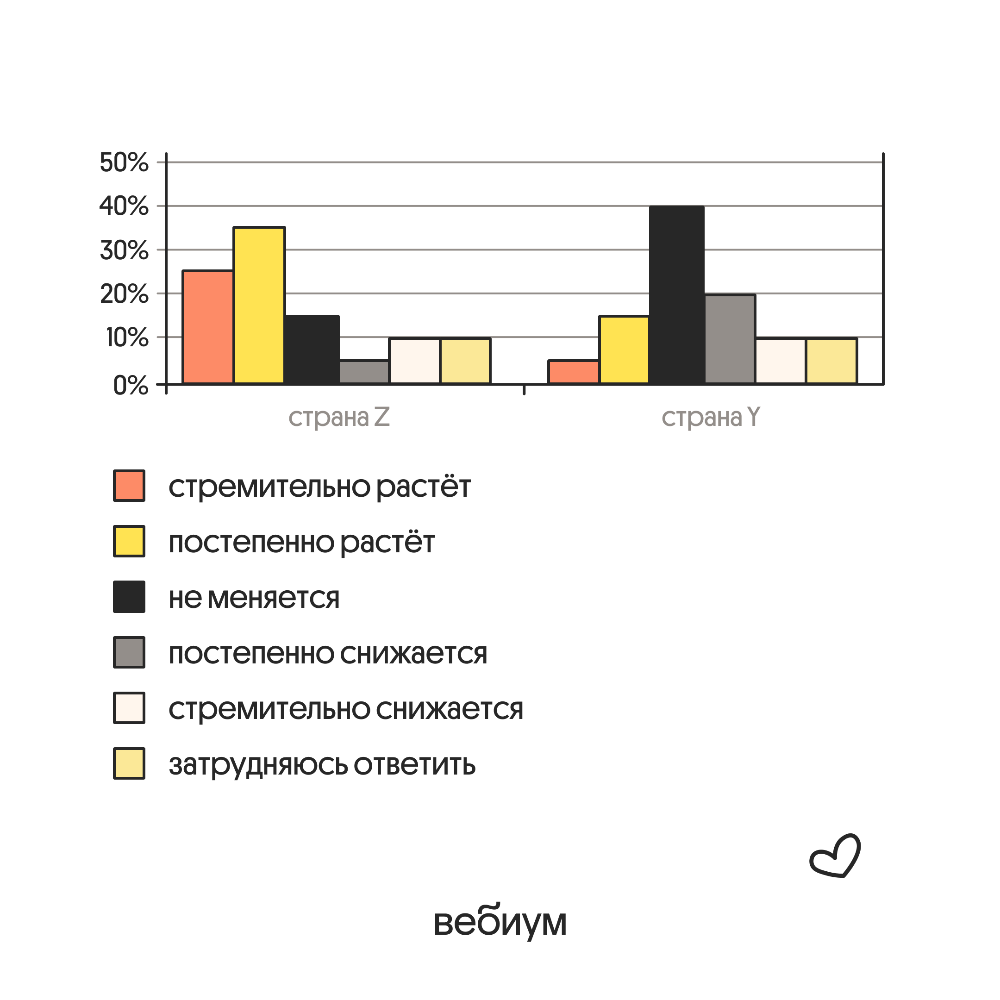 50%
40%
30%
20%
10%
0%
страна Z
страна Y
стремительно растёт
постепенно растёт
не меняется
постепенно снижается
стремительно снижается
затрудняюсь ответить
вебиум